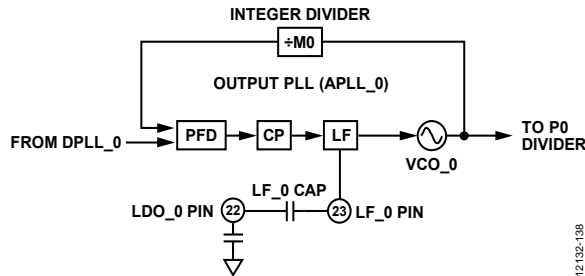 INTEGER DIVIDER
÷M0
OUTPUT PLL (APLL_0)
FROM DPLL_0
PFD
CP
LF
VCO_0
TO P0
DIVIDER
LF_0 CAP
LDO_0 PIN
22
23
LF_0 PIN
12132-138